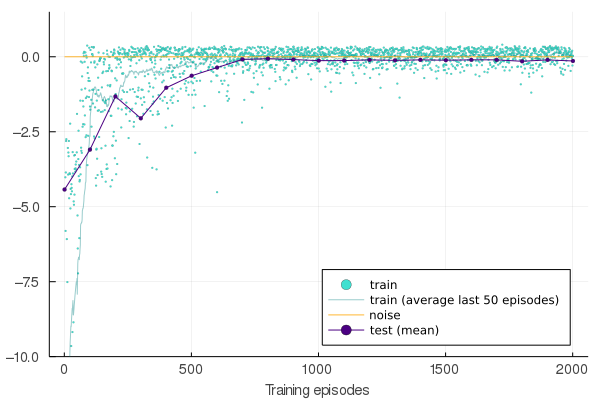 0.0
−2.5
−5.0
−7.5
−10.0
train
train (average last 50 episodes)
noise
test (mean)
0 500 1000 1500 2000
Training episodes